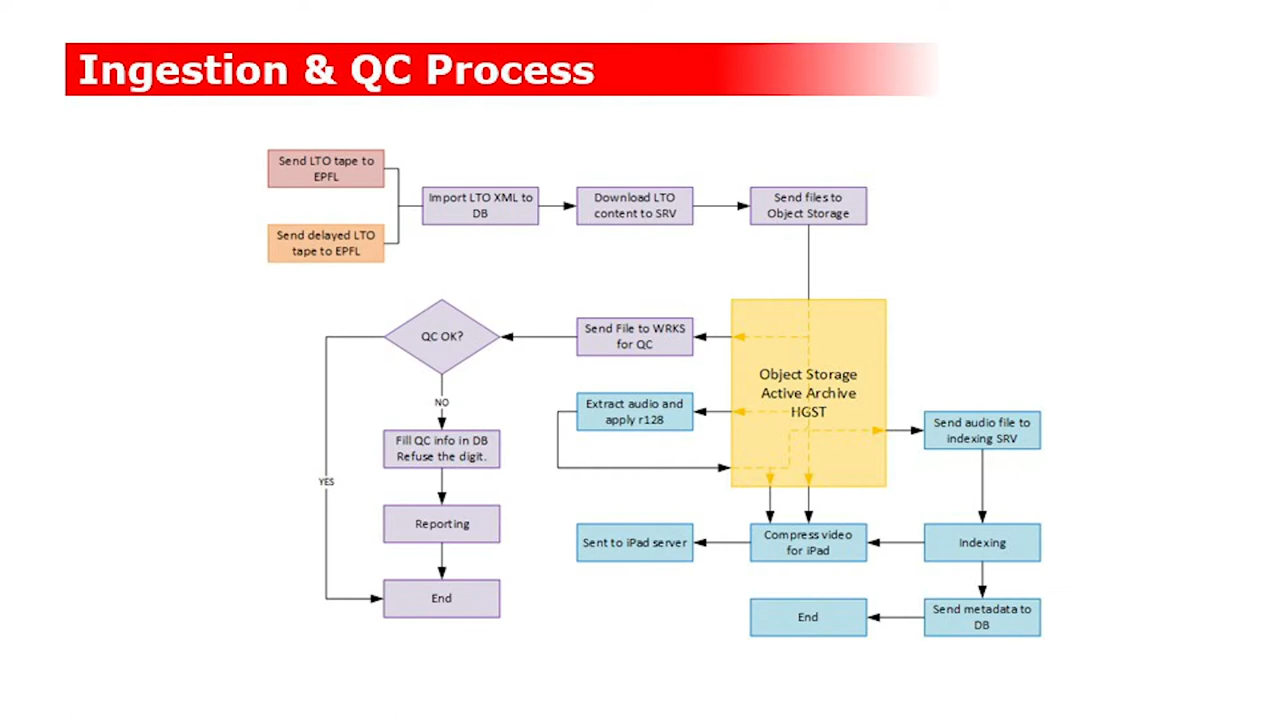 Ingestion & QC Process
Send LTO tape to
EPFL
Send delayed LTO
tape to EPFL
Import LTO XML to
DB
Download LTO
content to SRV
Send files to
Object Storage
QC OK?
Send File to WRKS
for QC
Object Storage
Active Archive
HGST
Extract audio and
apply r128
Send audio file to
indexing SRV
NO
Fill QC info in DB
Refuse the digit.
YES
Reporting
Sent to iPad server
Compress video
for iPad
Indexing
End
End
Send metadata to
DB